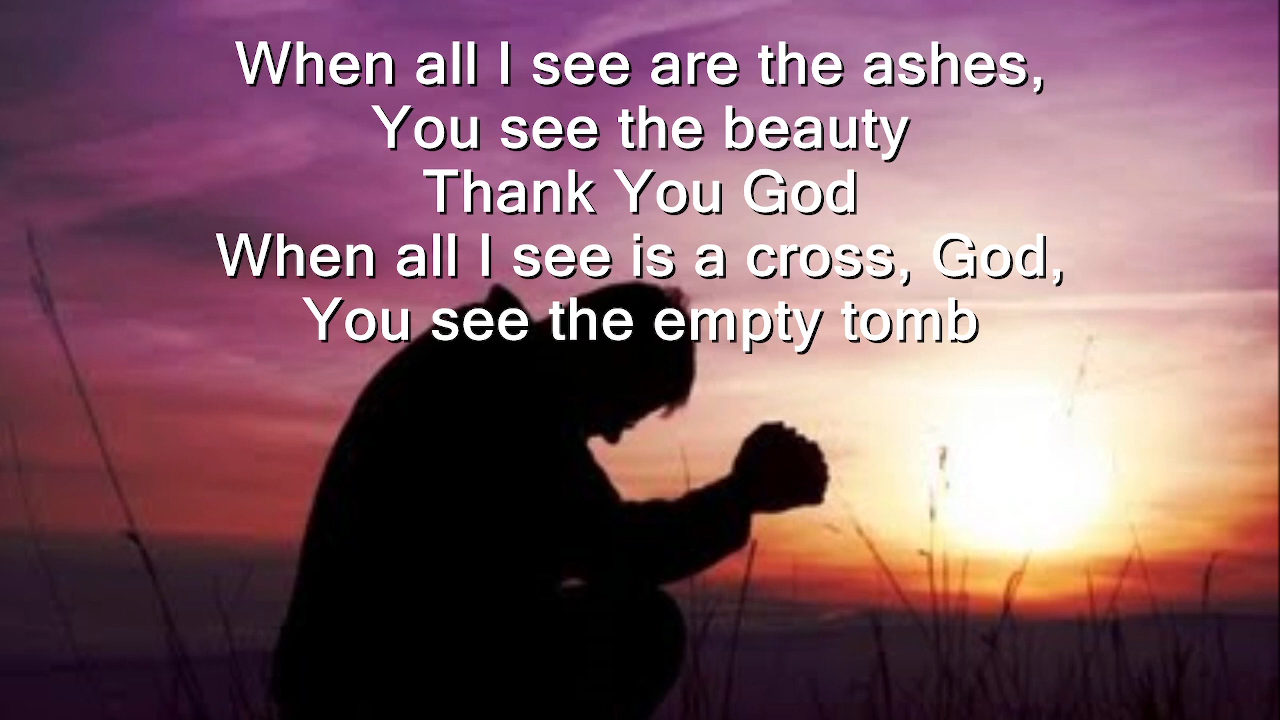 When all I see are the ashes,
You see the beauty
Thank You God
When all I see is a cross, God,
You see the empty tomb